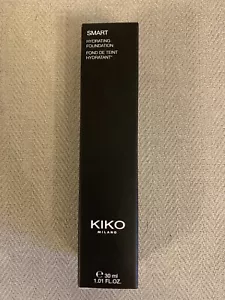 SMART
HYDRATING
FOUNDATION
FOND DE TEINT
HYDRATANT*
KIKO
MILANO
℮ 30 ml
1.01 FL.OZ.